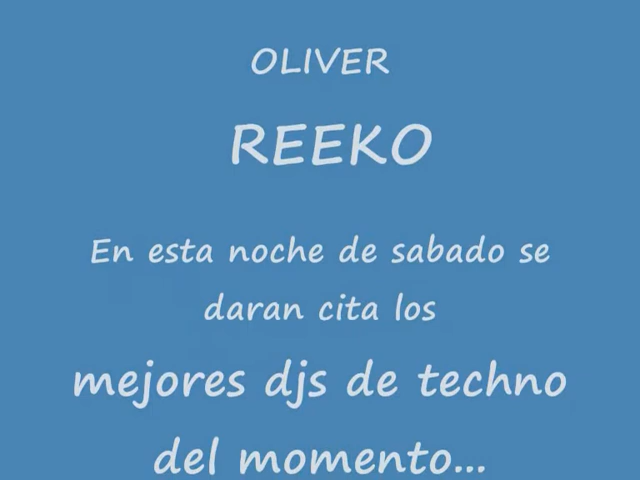 OLIVER
REEKO
En esta noche de sabado se
daran cita los
mejores djs de techno
del momento...